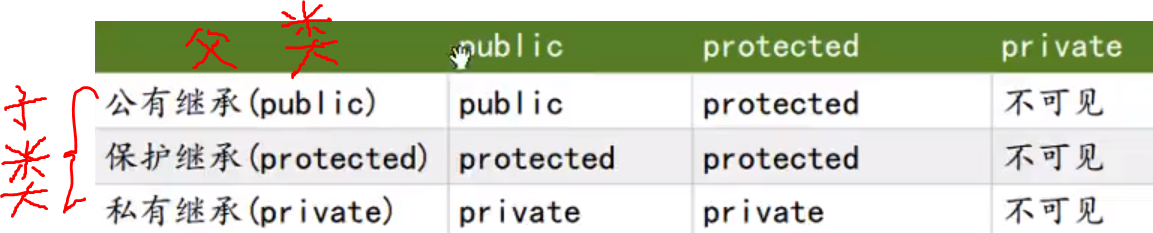 父类 public protected private
子类
公有继承(public) public protected 不可见
保护继承(protected) protected protected 不可见
私有继承(private) private private 不可见